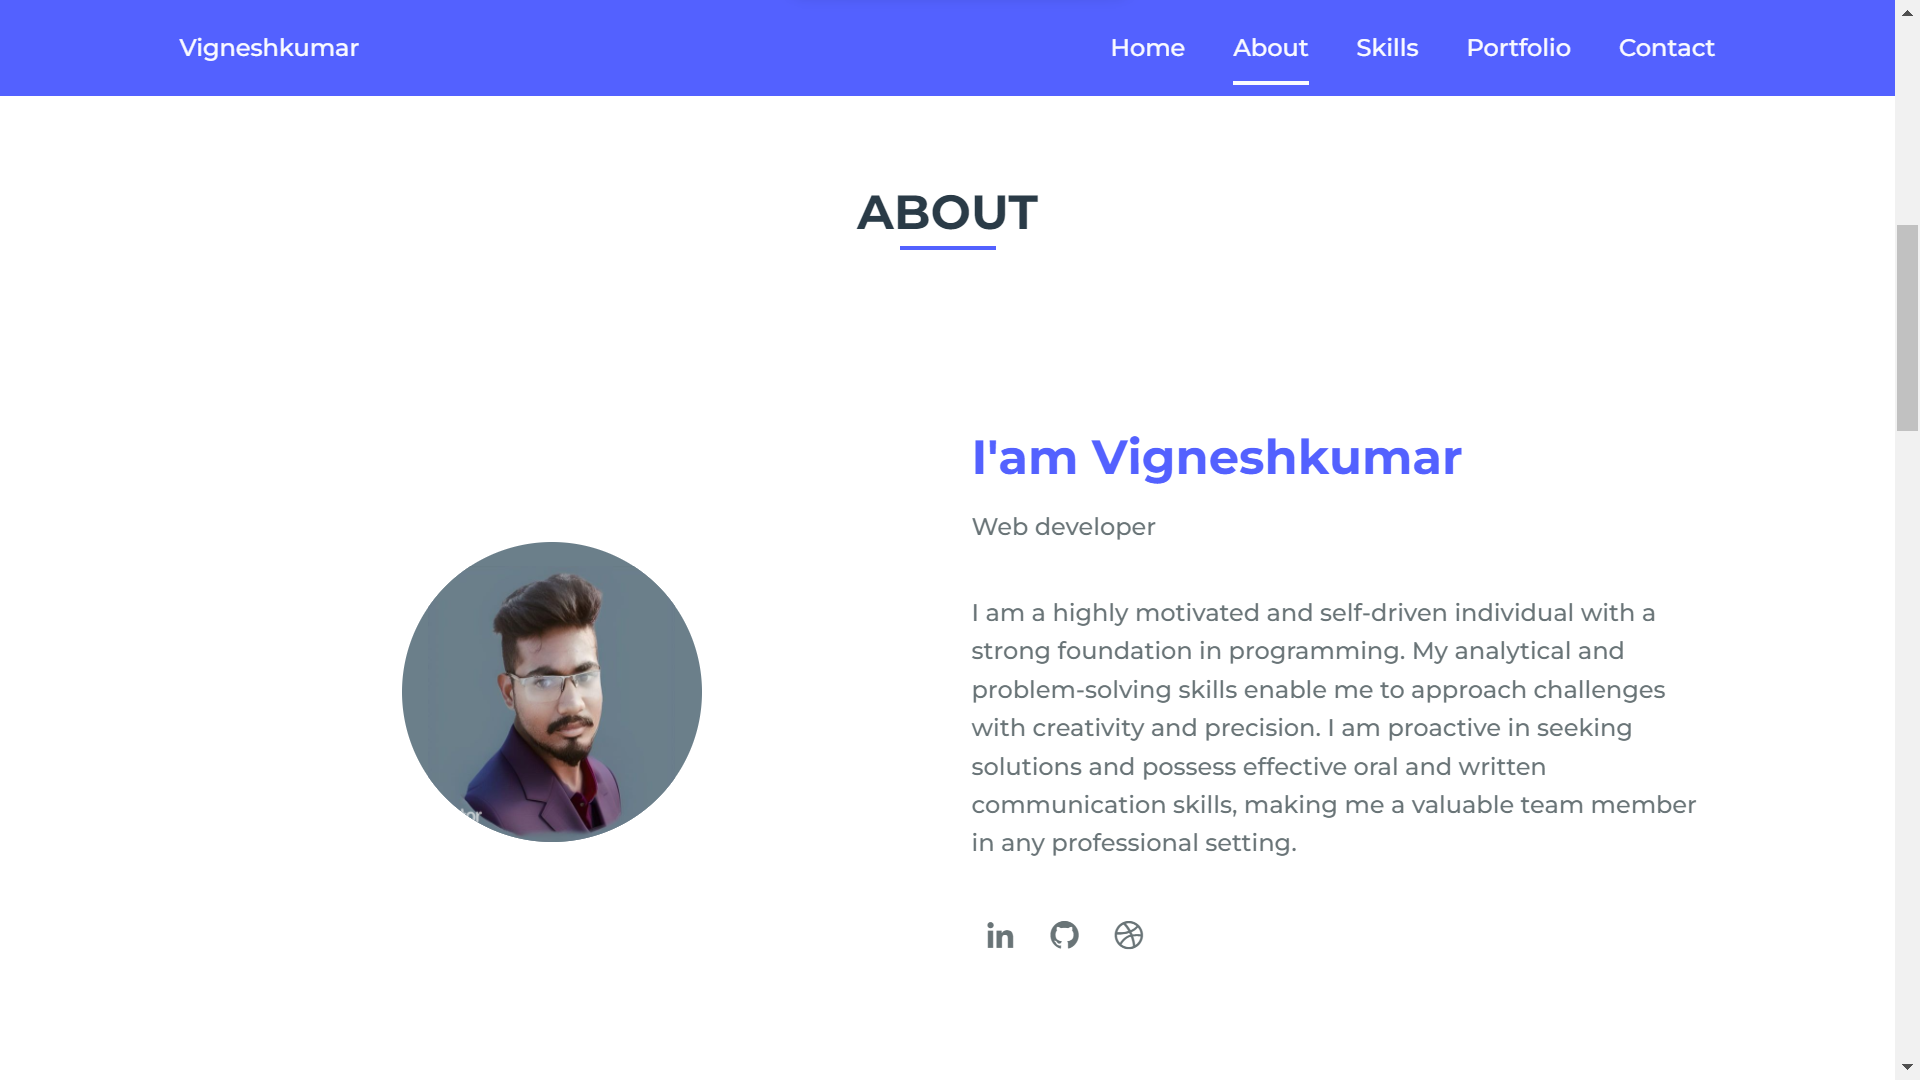 Vigneshkumar
Home About Skills Portfolio Contact
ABOUT
I'am Vigneshkumar
Web developer
I am a highly motivated and self-driven individual with a
strong foundation in programming. My analytical and
problem-solving skills enable me to approach challenges
with creativity and precision. I am proactive in seeking
solutions and possess effective oral and written
communication skills, making me a valuable team member
in any professional setting.
in